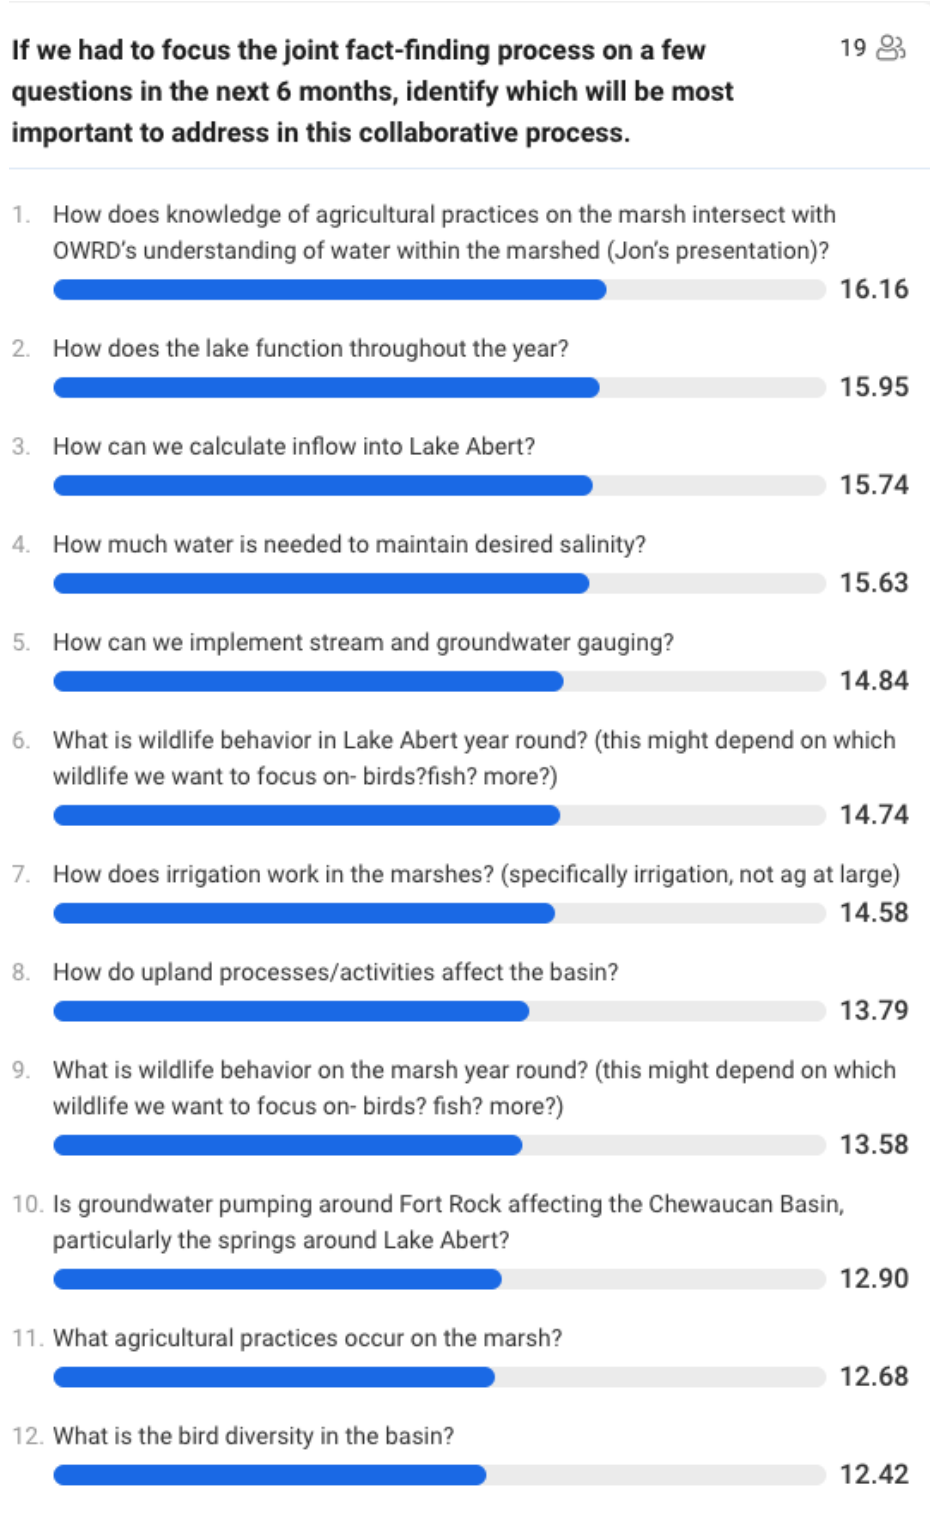 If we had to focus the joint fact-finding process on a few
19
questions in the next 6 months, identify which will be most
important to address in this collaborative process.
1. How does knowledge of agricultural practices on the marsh intersect with
OWRD's understanding of water within the marshed (Jon's presentation)?
16.16
2. How does the lake function throughout the year?
15.95
3. How can we calculate inflow into Lake Abert?
15.74
4. How much water is needed to maintain desired salinity?
15.63
5. How can we implement stream and groundwater gauging?
14.84
6. What is wildlife behavior in Lake Abert year round? (this might depend on which
wildlife we want to focus on- birds?fish? more?)
14.74
7. How does irrigation work in the marshes? (specifically irrigation, not ag at large)
14.58
8. How do upland processes/activities affect the basin?
13.79
9. What is wildlife behavior on the marsh year round? (this might depend on which
wildlife we want to focus on- birds? fish? more?)
13.58
10. Is groundwater pumping around Fort Rock affecting the Chewaucan Basin,
particularly the springs around Lake Abert?
12.90
11. What agricultural practices occur on the marsh?
12.68
12. What is the bird diversity in the basin?
12.42